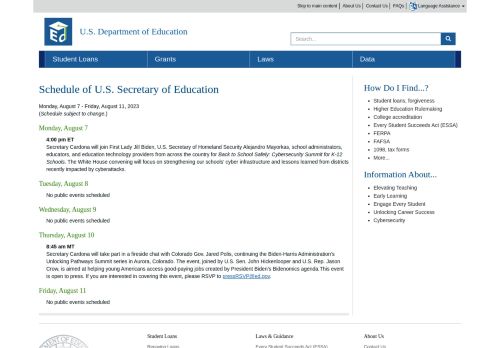 Skip to main content | About Us | Contact Us | FAQs | Language Assistance
U.S. Department of Education
Search...
Student Loans
Grants
Laws
Data
Schedule of U.S. Secretary of Education
Monday, August 7 - Friday, August 11, 2023
(Schedule subject to change.)
Monday, August 7
4:00 pm ET
Secretary Cardona will join First Lady Jill Biden, U.S. Secretary of Homeland Security Alejandro Mayorkas, school administrators,
educators, and education technology providers from across the country for Back to School Safely: Cybersecurity Summit for K-12
Schools. The White House convening will focus on strengthening our schools' cyber infrastructure and lessons learned from districts
recently impacted by cyberattacks.
Tuesday, August 8
No public events scheduled
Wednesday, August 9
No public events scheduled
Thursday, August 10
8:45 am MT
Secretary Cardona will take part in a fireside chat with Colorado Gov. Jared Polis, continuing the Biden-Harris Administration's
Unlocking Pathways Summit series in Aurora, Colorado. The event, joined by U.S. Sen. John Hickenlooper and U.S. Rep. Jason
Crow, is aimed at helping young Americans access good-paying jobs created by President Biden's Bidenomics agenda. This event
is open to press. If you are interested in covering this event, please RSVP to pressRSVP@ed.gov.
Friday, August 11
No public events scheduled
How Do I Find...?
Student loans, forgiveness
Higher Education Rulemaking
College accreditation
Every Student Succeeds Act (ESSA)
FERPA
FAFSA
1098, tax forms
More...
Information About...
Elevating Teaching
Early Learning
Engage Every Student
Unlocking Career Success
Cybersecurity
Student Loans
Repaying Loans
Laws & Guidance
Every Student Succeeds Act (ESSA)
About Us
Contact Us